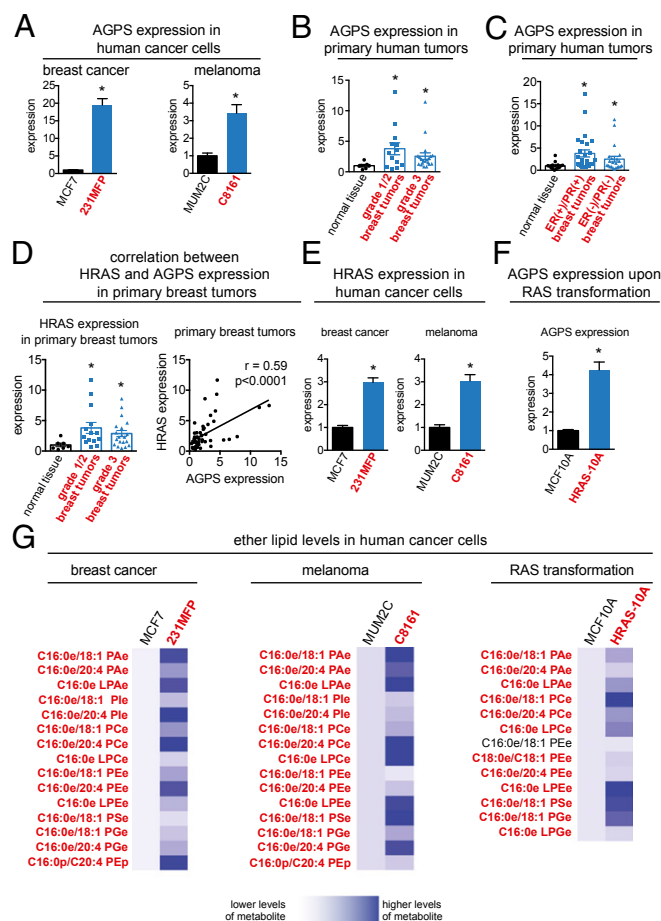 A
AGPS expression in
human cancer cells
breast cancer
melanoma
expression
25
20
15
10
5
0
*
MCF7
231MFP
expression
5
4
3
2
1
0
*
MUM2C
C8161
B
AGPS expression in
primary human tumors
expression
15
10
5
0
*
*
normal tissue
grade 1/2
breast tumors
grade 3
breast tumors
C
AGPS expression in
primary human tumors
expression
20
15
10
5
0
*
*
normal tissue
ER(+)/PR(+)
breast tumors
ER(-)/PR(-)
breast tumors
D
correlation between
HRAS and AGPS expression
in primary breast tumors
HRAS expression
in primary breast tumors
expression
15
10
5
0
*
*
normal tissue
grade 1/2
breast tumors
grade 3
breast tumors
primary breast tumors
r = 0.59
p<0.0001
HRAS expression
15
10
5
0
0
5
10
15
AGPS expression
E
HRAS expression in
human cancer cells
breast cancer
melanoma
expression
4
3
2
1
0
*
MCF7
231MFP
expression
4
3
2
1
0
*
MUM2C
C8161
F
AGPS expression upon
RAS transformation
AGPS expression
expression
4
2
0
*
MCF10A
HRAS-10A
G
ether lipid levels in human cancer cells
breast cancer
MCF7
231MFP
C16:0e/18:1 PAe
C16:0e/20:4 PAe
C16:0e LPAe
C16:0e/18:1 PIe
C16:0e/20:4 PIe
C16:0e/18:1 PCe
C16:0e/20:4 PCe
C16:0e LPCe
C16:0e/18:1 PEe
C16:0e/20:4 PEe
C16:0e LPEe
C16:0e/18:1 PSe
C16:0e/18:1 PGe
C16:0e/20:4 PGe
C16:0p/C20:4 PEp
melanoma
MUM2C
C8161
C16:0e/18:1 PAe
C16:0e/20:4 PAe
C16:0e LPAe
C16:0e/18:1 PIe
C16:0e/20:4 PIe
C16:0e/18:1 PCe
C16:0e/20:4 PCe
C16:0e LPCe
C16:0e/18:1 PEe
C16:0e/20:4 PEe
C16:0e LPEe
C16:0e/18:1 PSe
C16:0e/18:1 PGe
C16:0e/20:4 PGe
C16:0p/C20:4 PEp
RAS transformation
MCF10A
HRAS-10A
C16:0e/18:1 PAe
C16:0e/20:4 PAe
C16:0e LPAe
C16:0e/18:1 PCe
C16:0e/20:4 PCe
C16:0e LPCe
C16:0e/18:1 PEe
C18:0e/C18:1 PEe
C16:0e/20:4 PEe
C16:0e LPEe
C16:0e/18:1 PSe
C16:0e/18:1 PGe
C16:0e LPGe
lower levels
of metabolite
higher levels
of metabolite